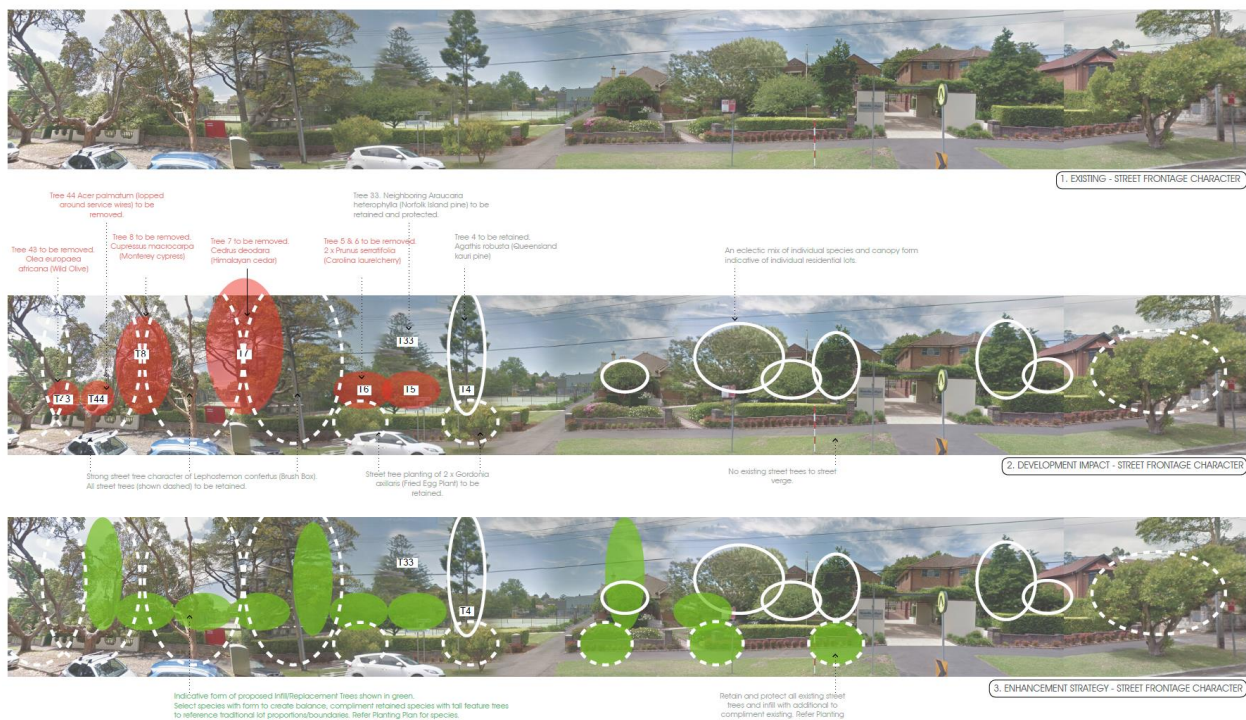 1. EXISTING - STREET FRONTAGE CHARACTER
Tree 44 Acer palmatum (lopped
around service wires) to be
removed.
Tree 33. Neighboring Araucaria
heterophylla (Norfolk Island pine) to be
retained and protected.
Tree 43 to be removed.
Olea europaea
africana (Wild Olive)
Tree 8 to be removed.
Cupressus macrocarpa
(Monterey cypress)
Tree 7 to be removed.
Cedrus deodara
(Himalayan cedar)
Tree 5 & 6 to be removed.
2 x Prunus serratifolia
(Carolina laurelcherry)
Tree 4 to be retained.
Agathis robusta (Queensland
kauri pine)
An eclectic mix of individual species and canopy form
indicative of individual residential lots.
T43
T44
T8
T7
T6
T5
T33
T4
2. DEVELOPMENT IMPACT - STREET FRONTAGE CHARACTER
Strong street tree character of Lephostemon confertus (Brush Box).
All street trees (shown dashed) to be retained.
Street tree planting of 2 x Gordonia
axillaris (Fried Egg Plant) to be
retained.
No existing street trees to street
verge.
T33
T4
3. ENHANCEMENT STRATEGY - STREET FRONTAGE CHARACTER
Indicative form of proposed Infill/Replacement Trees shown in green.
Select species with form to create balance, compliment retained species with tall feature trees
to reference traditional lot proportions/boundaries. Refer Planting Plan for species.
Retain and protect all existing street
trees and infill with additional to
compliment existing. Refer Planting